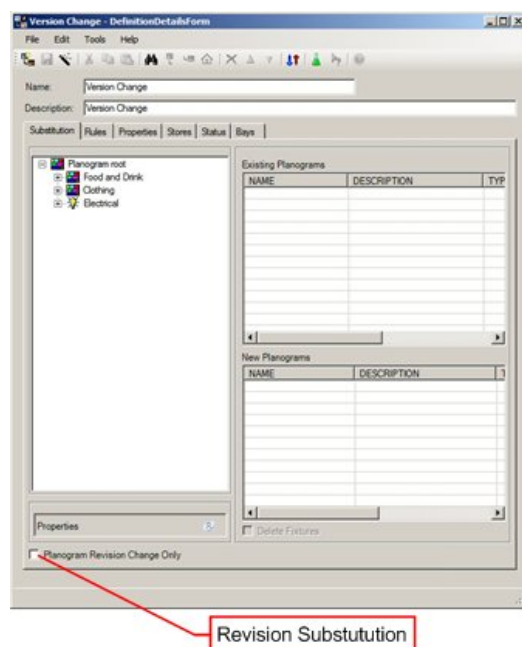 Version Change - DefinitionDetailsForm
File Edit Tools Help
Name: Version Change
Description: Version Change
Substitution Rules Properties Stores Status Bays
Planogram root
Food and Drink
Clothing
Electrical
Existing Planograms
NAME DESCRIPTION TYP
New Planograms
NAME DESCRIPTION T
Properties
Delete Fixtures
Planogram Revision Change Only
Revision Substutution